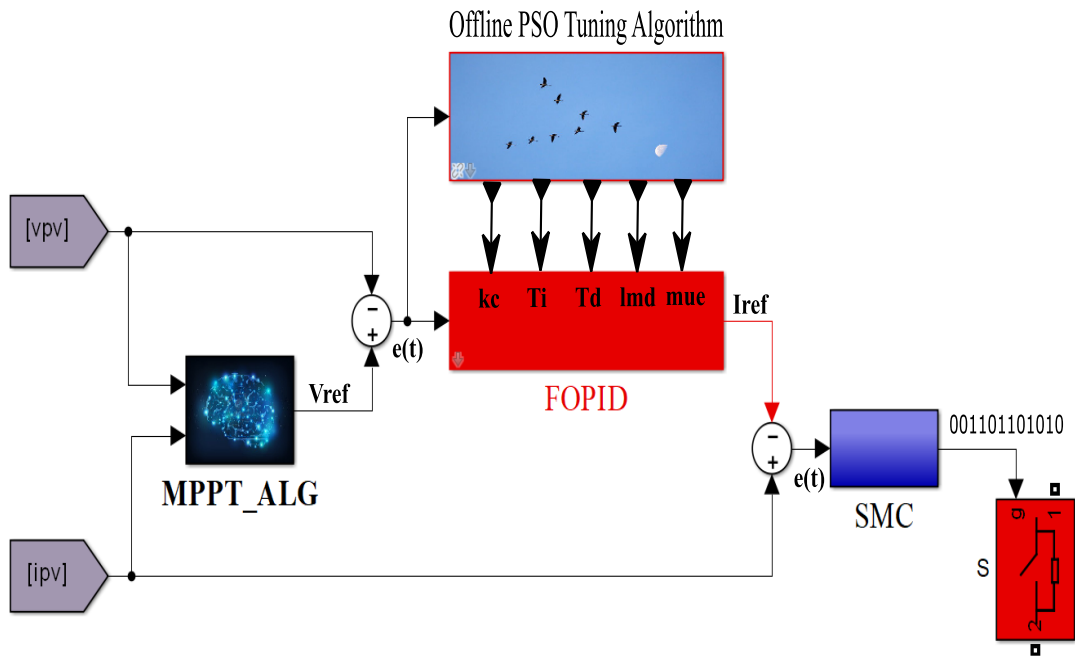 Offline PSO Tuning Algorithm
[vpv]
kc Ti Td lmd mue
Iref
e(t)
FOPID
Vref
MPPT_ALG
001101101010
e(t)
SMC
[ipv]
g 1
S
2